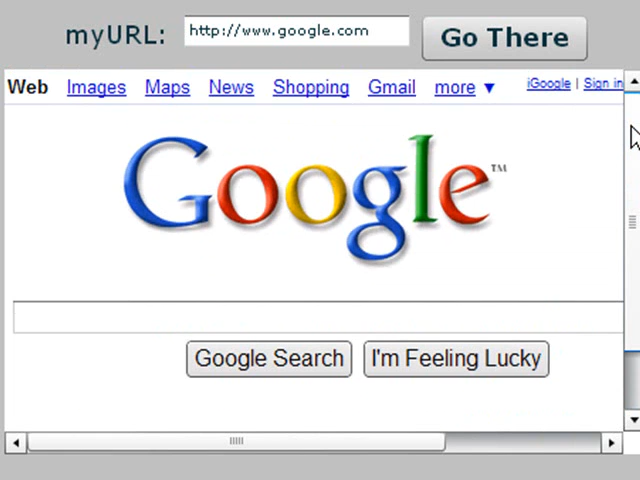 myURL: http://www.google.com Go There
Web Images Maps News Shopping Gmail more ▼ iGoogle | Sign in
Google™
Google Search I'm Feeling Lucky